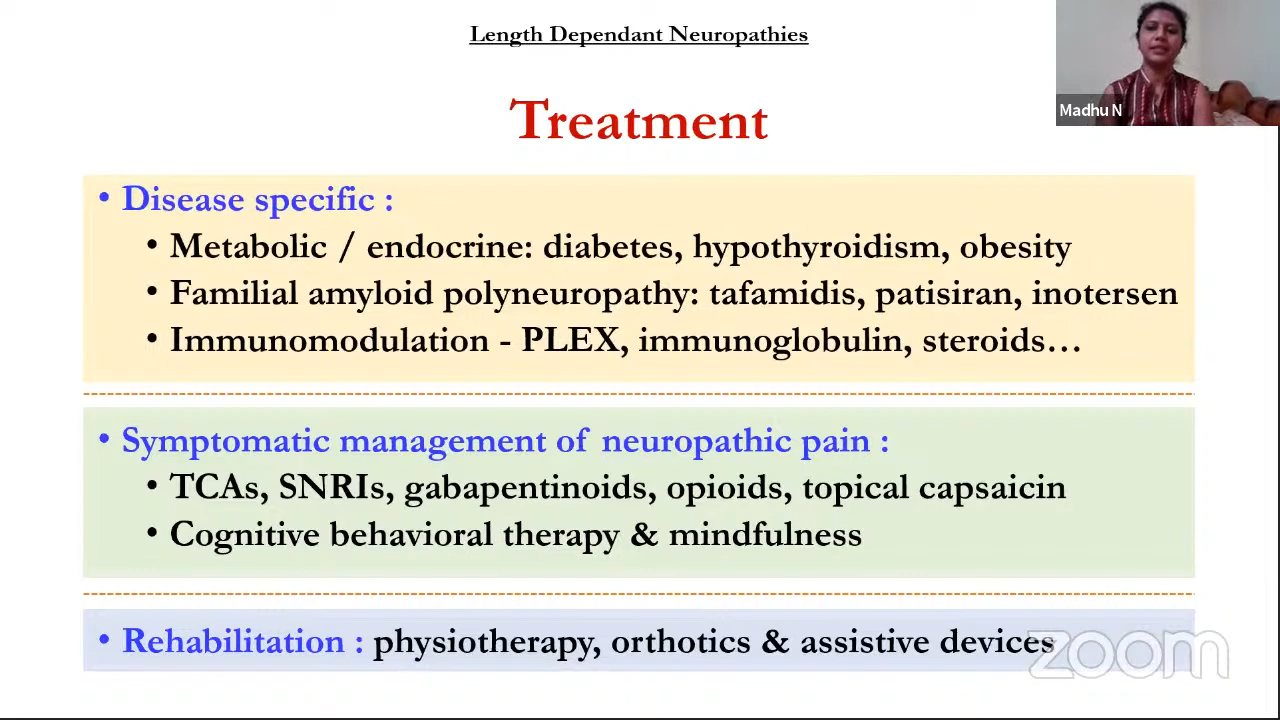 Length Dependant Neuropathies
Madhu N
Treatment
• Disease specific :
• Metabolic / endocrine: diabetes, hypothyroidism, obesity
• Familial amyloid polyneuropathy: tafamidis, patisiran, inotersen
• Immunomodulation - PLEX, immunoglobulin, steroids…
• Symptomatic management of neuropathic pain :
• TCAs, SNRIs, gabapentinoids, opioids, topical capsaicin
• Cognitive behavioral therapy & mindfulness
• Rehabilitation : physiotherapy, orthotics & assistive devices
zoom